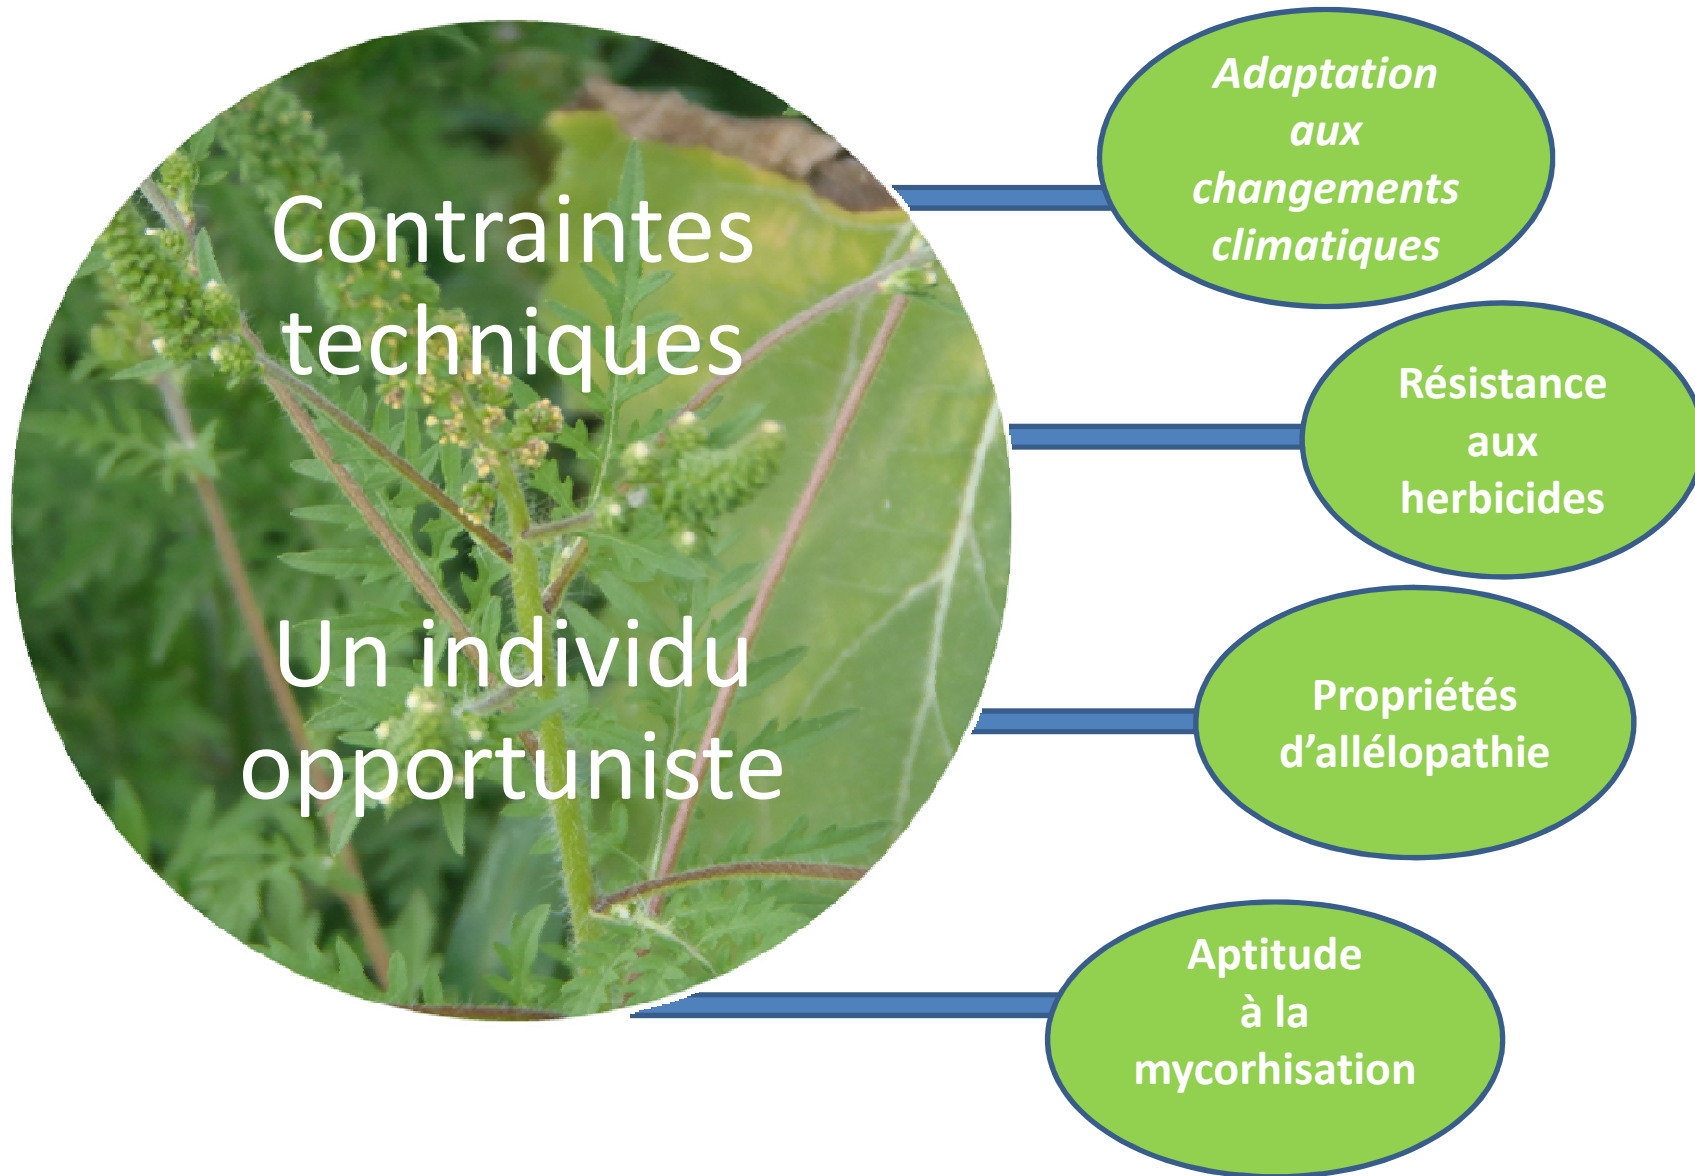 Contraintes
techniques
Un individu
opportuniste
Adaptation
aux
changements
climatiques
Résistance
aux
herbicides
Propriétés
d’allélopathie
Aptitude
à la
mycorhisation